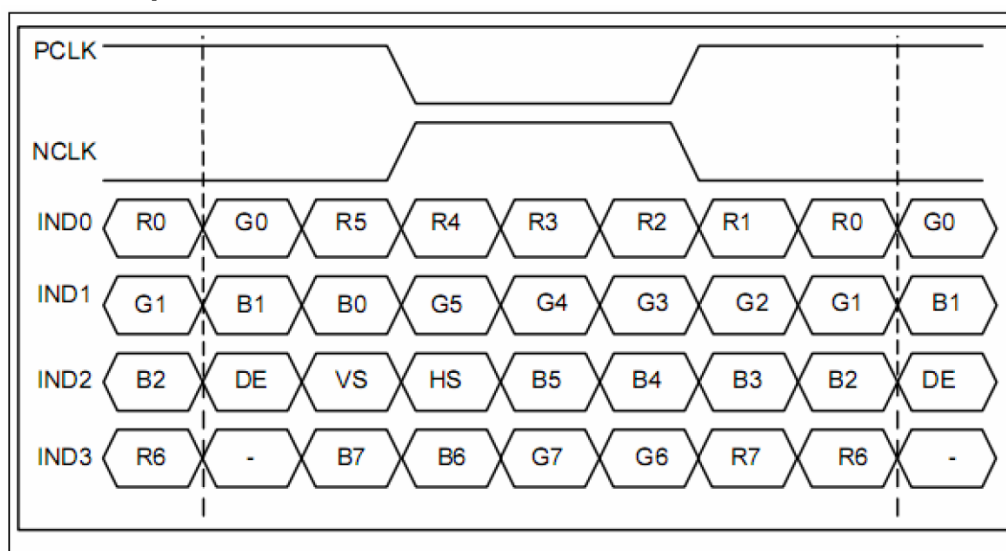 PCLK
NCLK
IND0 R0 G0 R5 R4 R3 R2 R1 R0 G0
IND1 G1 B1 B0 G5 G4 G3 G2 G1 B1
IND2 B2 DE VS HS B5 B4 B3 B2 DE
IND3 R6 - B7 B6 G7 G6 R7 R6 -